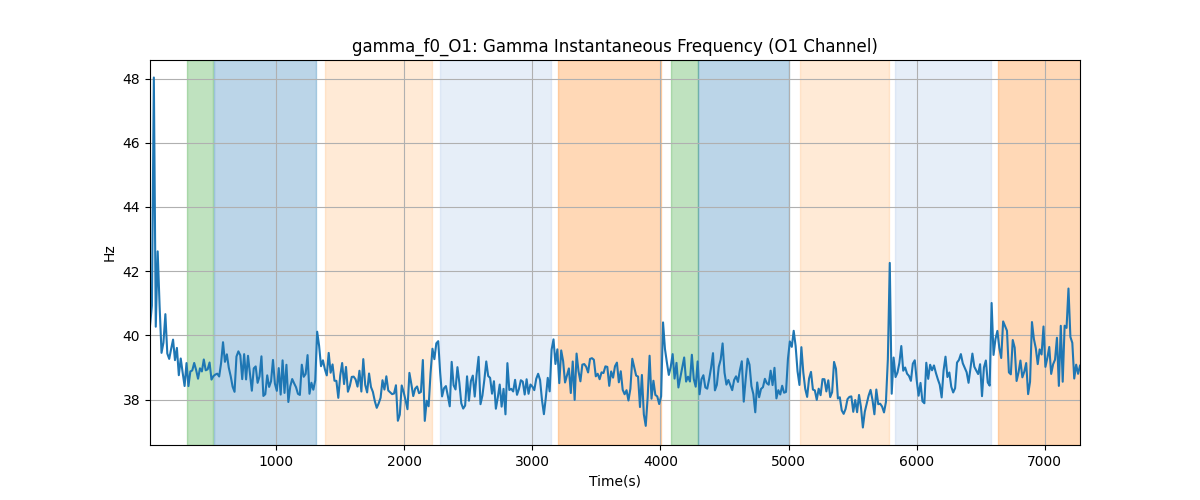 gamma_f0_O1: Gamma Instantaneous Frequency (O1 Channel)
Hz
48
46
44
42
40
38
1000 2000 3000 4000 5000 6000 7000
Time(s)